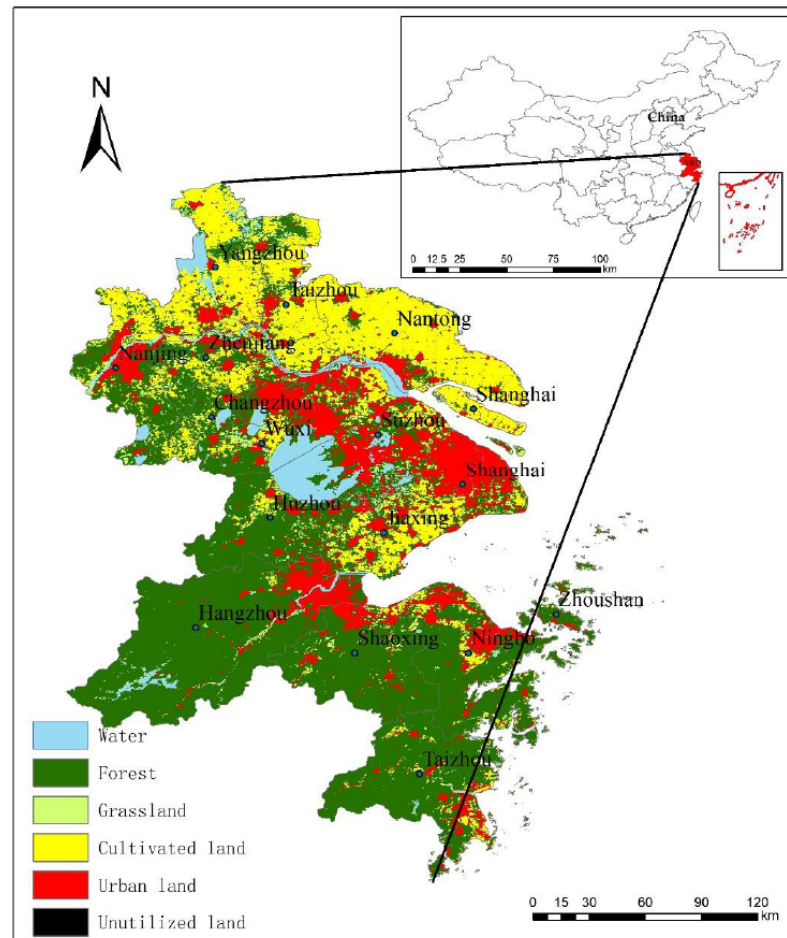 N
China
0 12.5 25 50 75 100
km
Yangzhou
Taizhou
Nantong
Zhenjiang
Nanjing
Shanghai
Changzhou
Suzhou
Wuxi
Shanghai
Huzhou
Jiaxing
Zhoushan
Hangzhou
Shaoxing
Ningbo
Taizhou
Water
Forest
Grassland
Cultivated land
Urban land
Unutilized land
0 15 30 60 90 120
km